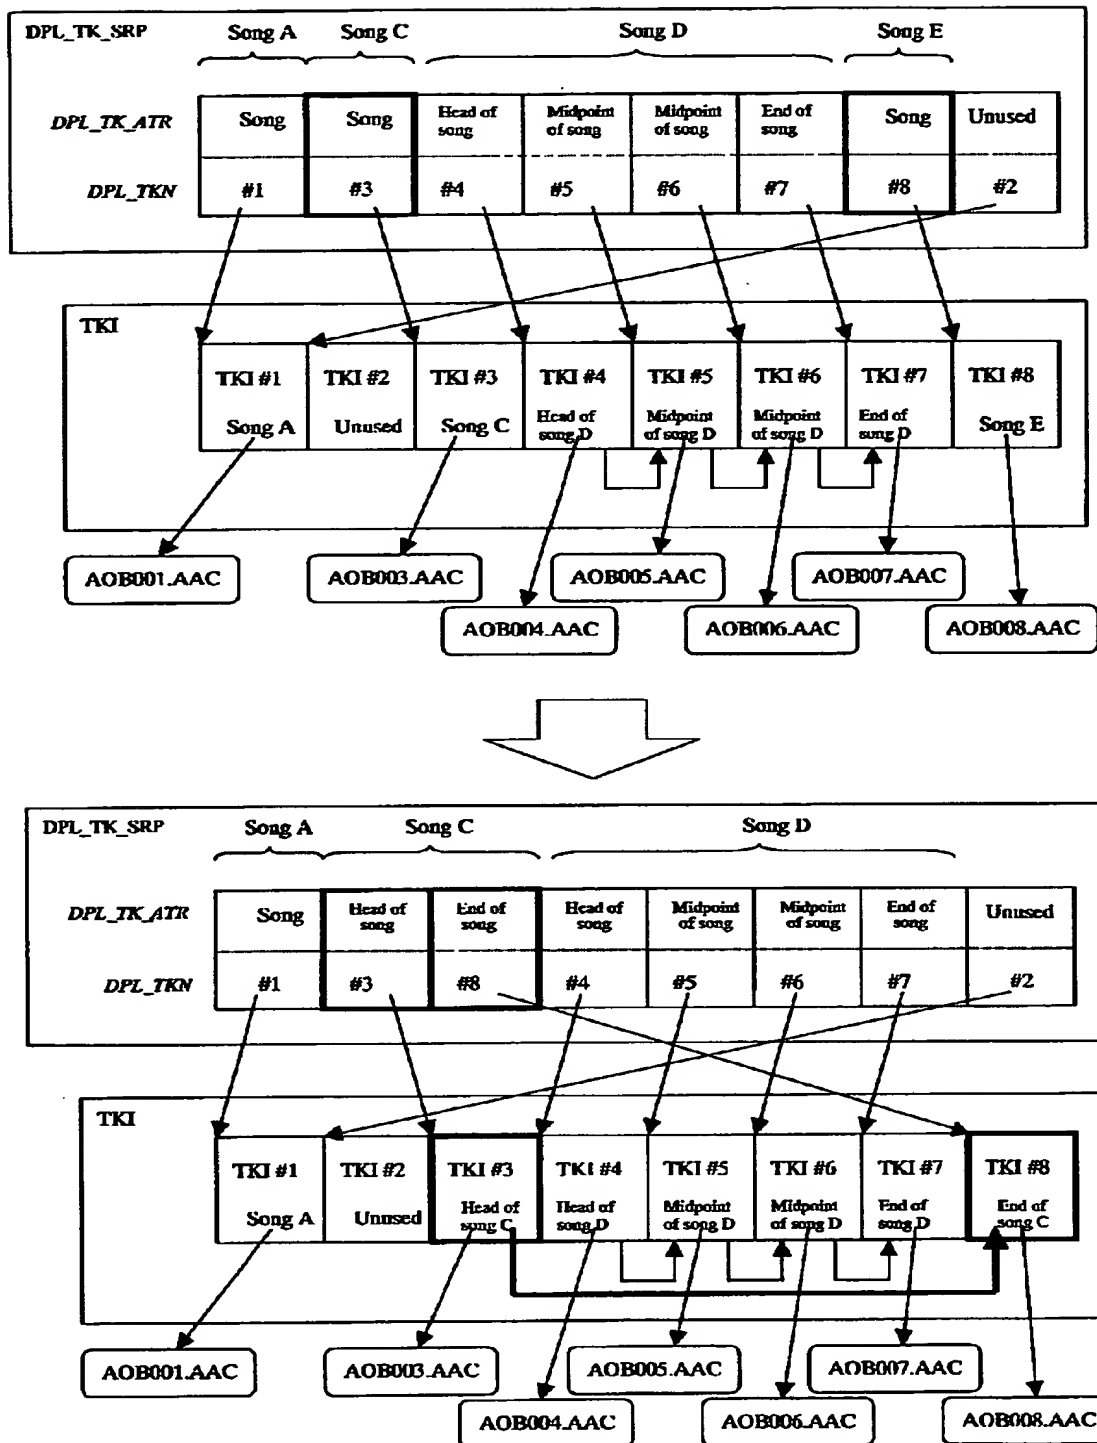 DPL_TK_SRP Song A Song C Song D Song E
DPL_TK_ATR Song Song Head of song Midpoint of song Midpoint of song End of song Song Unused
DPL_TKN #1 #3 #4 #5 #6 #7 #8 #2
TKI
TKI #1 TKI #2 TKI #3 TKI #4 TKI #5 TKI #6 TKI #7 TKI #8
Song A Unused Song C Head of song D Midpoint of song D Midpoint of song D End of song D Song E
AOB001.AAC AOB003.AAC AOB005.AAC AOB007.AAC
AOB004.AAC AOB006.AAC AOB008.AAC
DPL_TK_SRP Song A Song C Song D
DPL_TK_ATR Song Head of song End of song Head of song Midpoint of song Midpoint of song End of song Unused
DPL_TKN #1 #3 #8 #4 #5 #6 #7 #2
TKI
TKI #1 TKI #2 TKI #3 TKI #4 TKI #5 TKI #6 TKI #7 TKI #8
Song A Unused Head of song C Head of song D Midpoint of song D Midpoint of song D End of song D End of song C
AOB001.AAC AOB003.AAC AOB005.AAC AOB007.AAC
AOB004.AAC AOB006.AAC AOB008.AAC